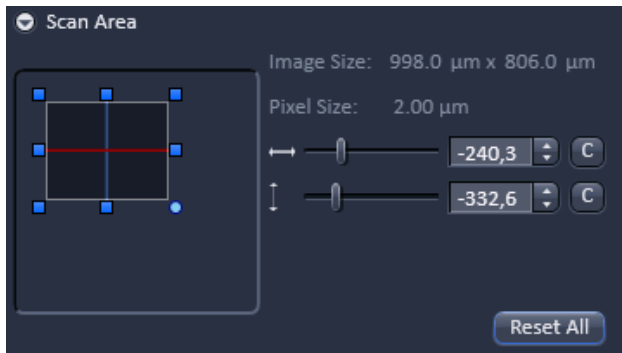 Scan Area
Image Size: 998.0 µm x 806.0 µm
Pixel Size: 2.00 µm
-240,3 C
-332,6 C
Reset All